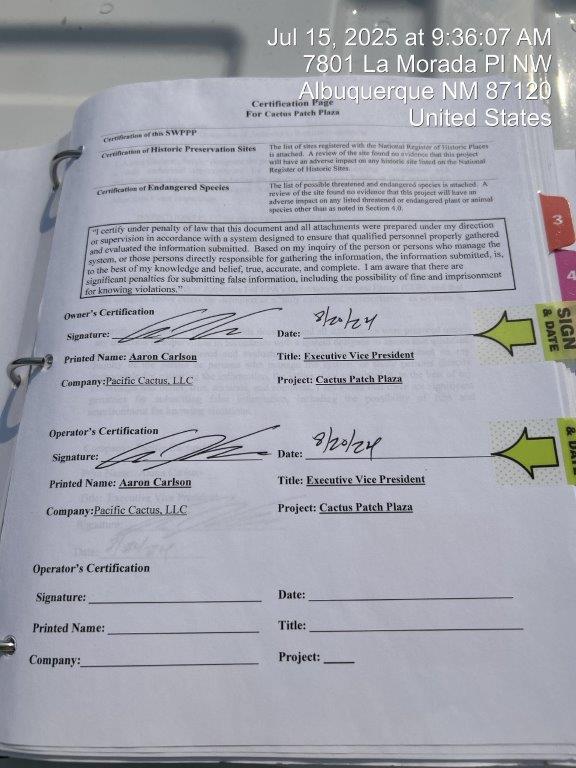 Jul 15, 2025 at 9:36:07 AM
7801 La Morada Pl NW
Albuquerque NM 87120
United States
Certification Page
For Cactus Patch Plaza
Certification of this SWPPP
Certification of Historic Preservation Sites
The list of sites registered with the National Register of Historic Places
is attached. A review of the site found no evidence that this project
will have an adverse impact on any historic site listed on the National
Register of Historic Sites.
Certification of Endangered Species
The list of possible threatened and endangered species is attached. A
review of the site found no evidence that this project will have an
adverse impact on any listed threatened or endangered plant or animal
species other than as noted in Section 4.0.
"I certify under penalty of law that this document and all attachments were prepared under my direction
or supervision in accordance with a system designed to ensure that qualified personnel properly gathered
and evaluated the information submitted. Based on my inquiry of the person or persons who manage the
system, or those persons directly responsible for gathering the information, the information submitted, is,
to the best of my knowledge and belief, true, accurate, and complete. I am aware that there are
significant penalties for submitting false information, including the possibility of fine and imprisonment
for knowing violations."
Owner's Certification
Signature: Date: 8/20/24
Printed Name: Aaron Carlson Title: Executive Vice President
Company:Pacific Cactus, LLC Project: Cactus Patch Plaza
Operator's Certification
Signature: Date: 8/20/24
Printed Name: Aaron Carlson Title: Executive Vice President
Company:Pacific Cactus, LLC Project: Cactus Patch Plaza
Operator's Certification
Signature: Date:
Printed Name: Title:
Company: Project:
3
4
SIGN
& DATE
& DATE